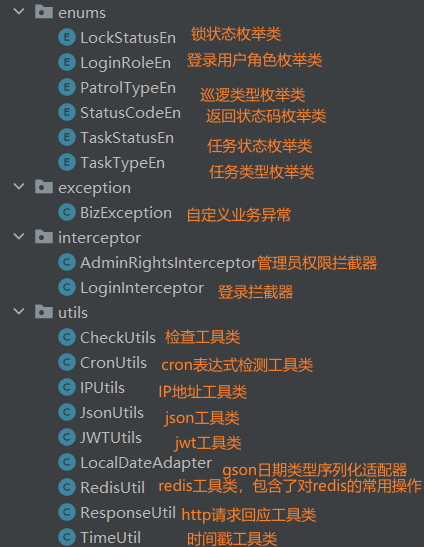 enums
LockStatusEn 锁状态枚举类
LoginRoleEn 登录用户角色枚举类
PatrolTypeEn 巡逻类型枚举类
StatusCodeEn 返回状态码枚举类
TaskStatusEn 任务状态枚举类
TaskTypeEn 任务类型枚举类
exception
BizException 自定义业务异常
interceptor
AdminRightsInterceptor 管理员权限拦截器
LoginInterceptor 登录拦截器
utils
CheckUtils 检查工具类
CronUtils cron表达式检测工具类
IPUtils IP地址工具类
JsonUtils json工具类
JWTUtils jwt工具类
LocalDateAdapter gson日期类型序列化适配器
RedisUtil redis工具类，包含了对redis的常用操作
ResponseUtil http请求回应工具类
TimeUtil 时间戳工具类